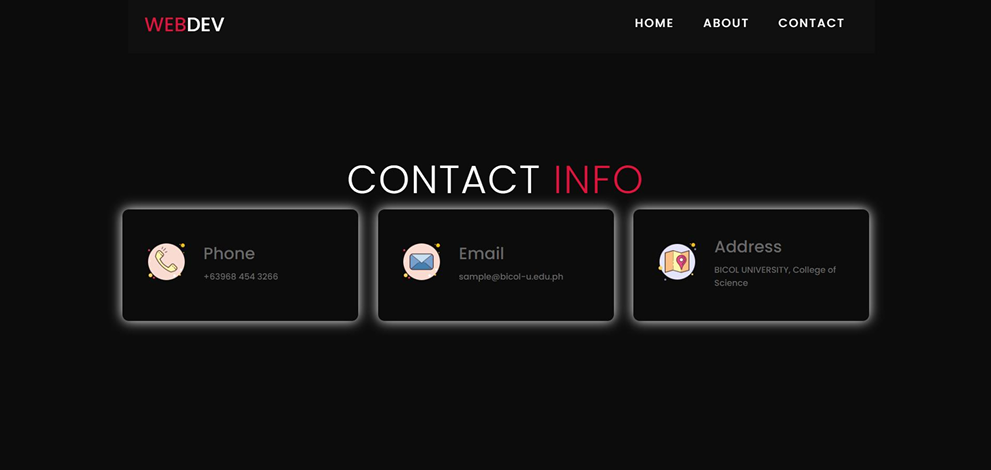 WEBDEV
HOME ABOUT CONTACT
CONTACT INFO
Phone
+63968 454 3266
Email
sample@bicol-u.edu.ph
Address
BICOL UNIVERSITY, College of
Science